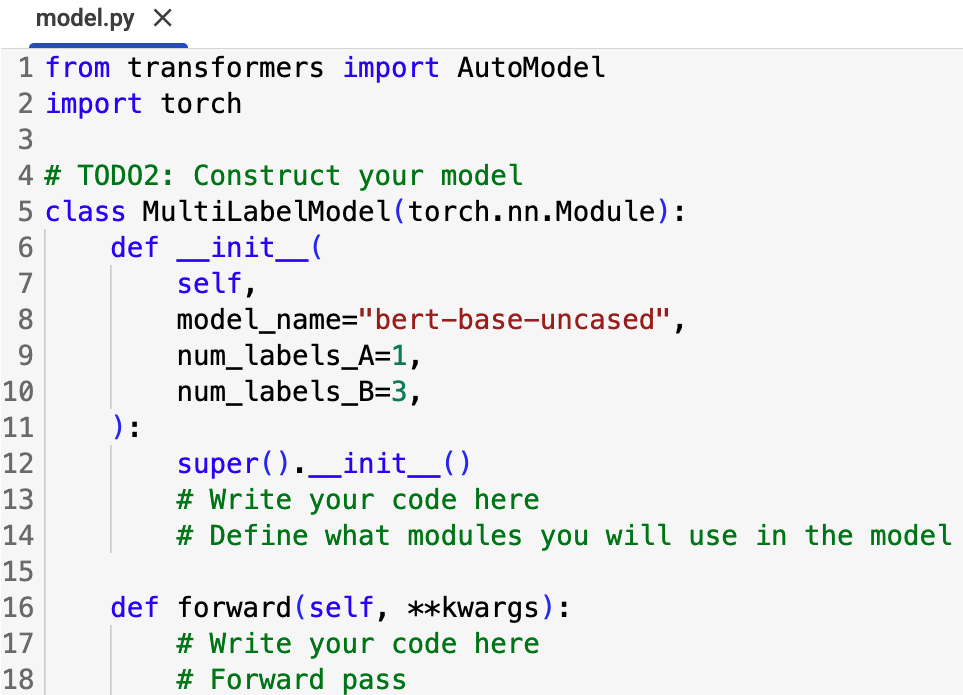 model.py ×
1 from transformers import AutoModel
2 import torch
3
4 # TODO2: Construct your model
5 class MultiLabelModel(torch.nn.Module):
6     def __init__(
7         self,
8         model_name="bert-base-uncased",
9         num_labels_A=1,
10         num_labels_B=3,
11     ):
12         super().__init__()
13         # Write your code here
14         # Define what modules you will use in the model
15
16     def forward(self, **kwargs):
17         # Write your code here
18         # Forward pass